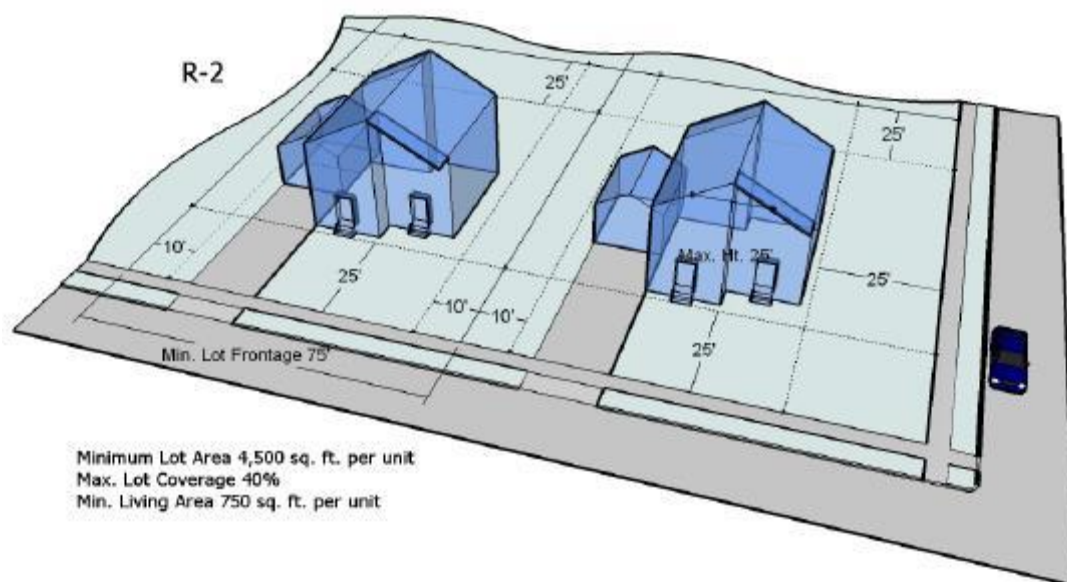 R-2
25'
25'
10'
25'
Max. Ht. 25'
25'
10'
10'
25'
Min. Lot Frontage 75'
Minimum Lot Area 4,500 sq. ft. per unit
Max. Lot Coverage 40%
Min. Living Area 750 sq. ft. per unit